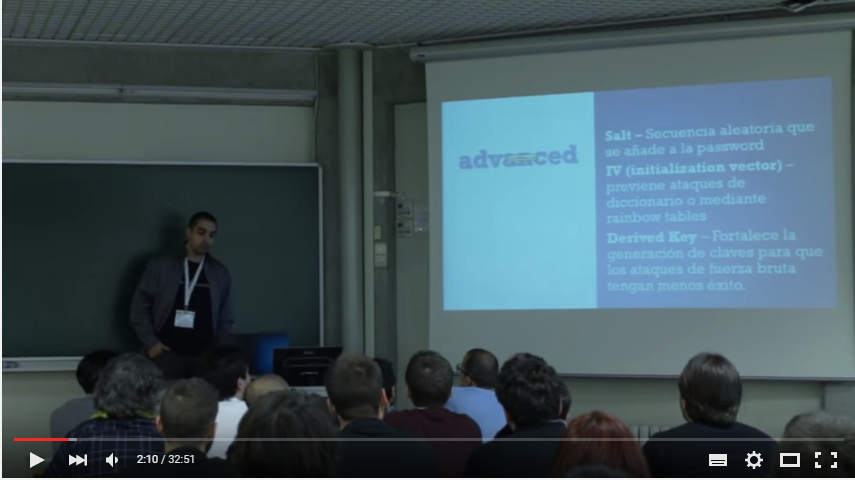 advanced
Salt – Secuencia aleatoria que
se añade a la password
IV (initialization vector) –
previene ataques de
diccionario o mediante
rainbow tables
Derived Key – Fortalece la
generación de claves para que
los ataques de fuerza bruta
tengan menos éxito.
2:10 / 32:51